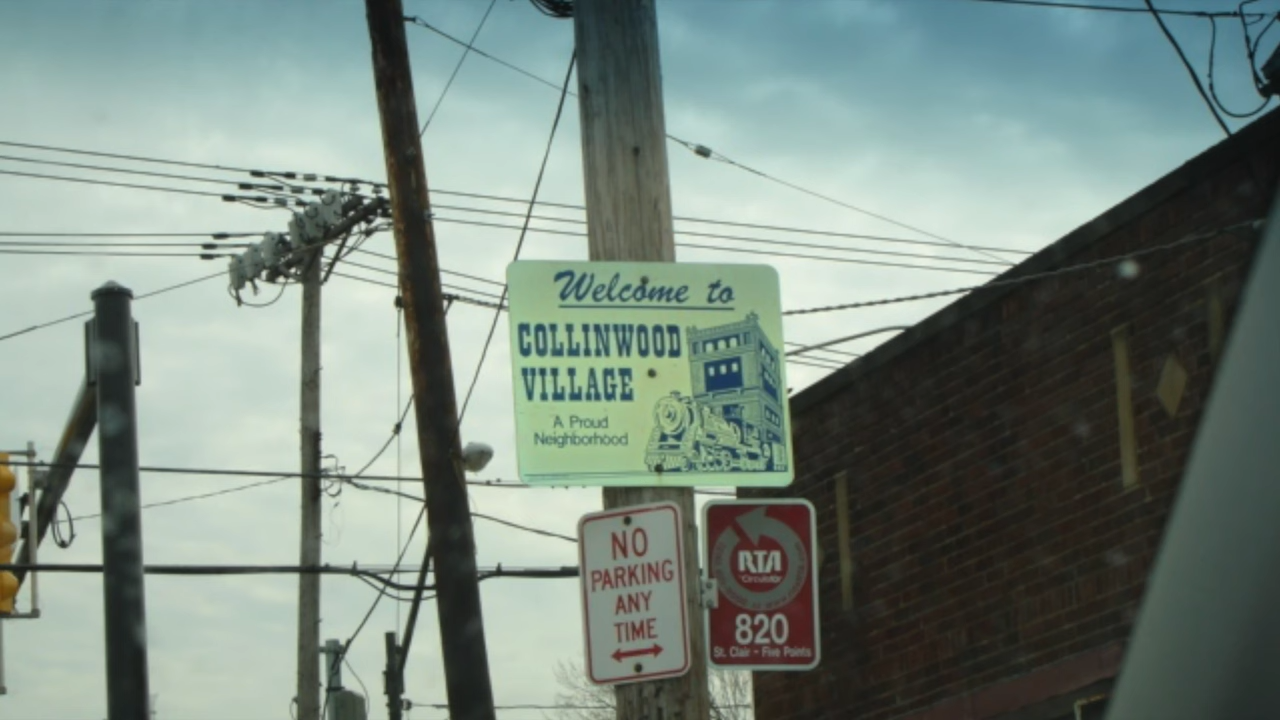 Welcome to
COLLINWOOD
VILLAGE
A Proud
Neighborhood
NO
PARKING
ANY
TIME
RTA
Circulator
820
St. Clair - Five Points